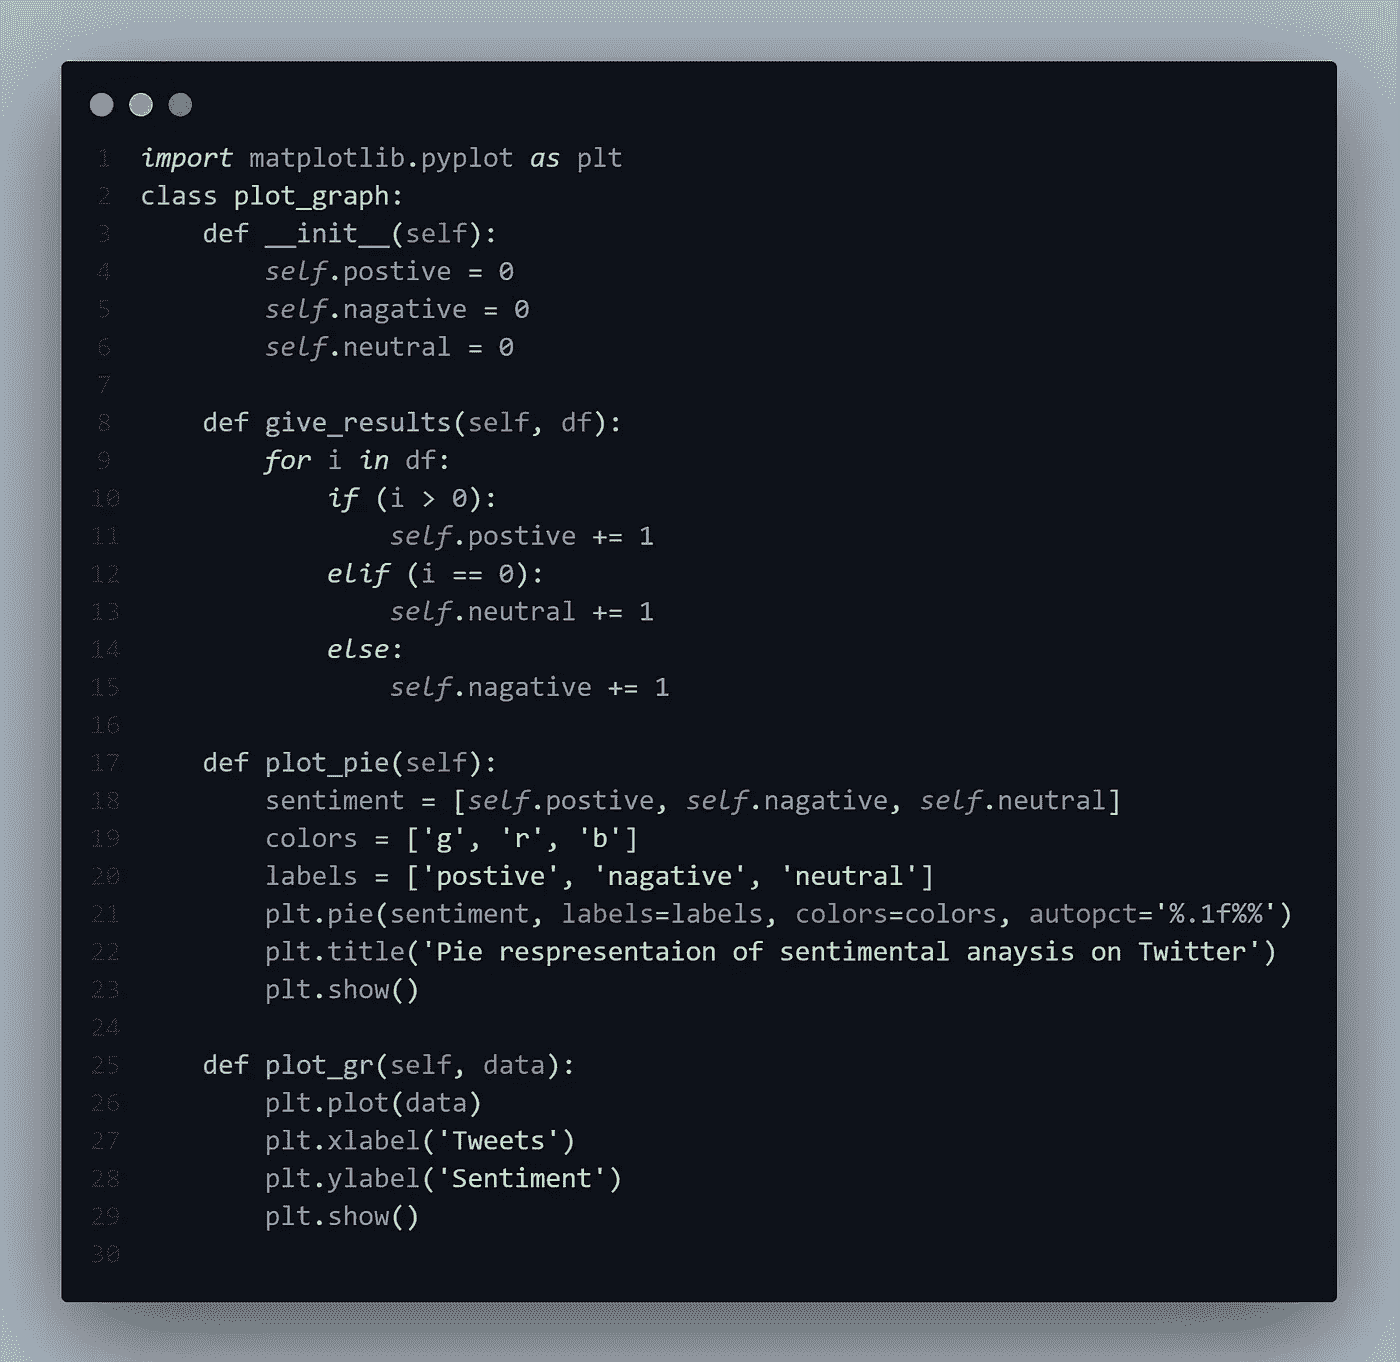 1 import matplotlib.pyplot as plt
2 class plot_graph:
3     def __init__(self):
4         self.postive = 0
5         self.nagative = 0
6         self.neutral = 0
7
8     def give_results(self, df):
9         for i in df:
10             if (i > 0):
11                 self.postive += 1
12             elif (i == 0):
13                 self.neutral += 1
14             else:
15                 self.nagative += 1
16
17     def plot_pie(self):
18         sentiment = [self.postive, self.nagative, self.neutral]
19         colors = ['g', 'r', 'b']
20         labels = ['postive', 'nagative', 'neutral']
21         plt.pie(sentiment, labels=labels, colors=colors, autopct='%.1f%%')
22         plt.title('Pie respresentaion of sentimental anaysis on Twitter')
23         plt.show()
24
25     def plot_gr(self, data):
26         plt.plot(data)
27         plt.xlabel('Tweets')
28         plt.ylabel('Sentiment')
29         plt.show()
30